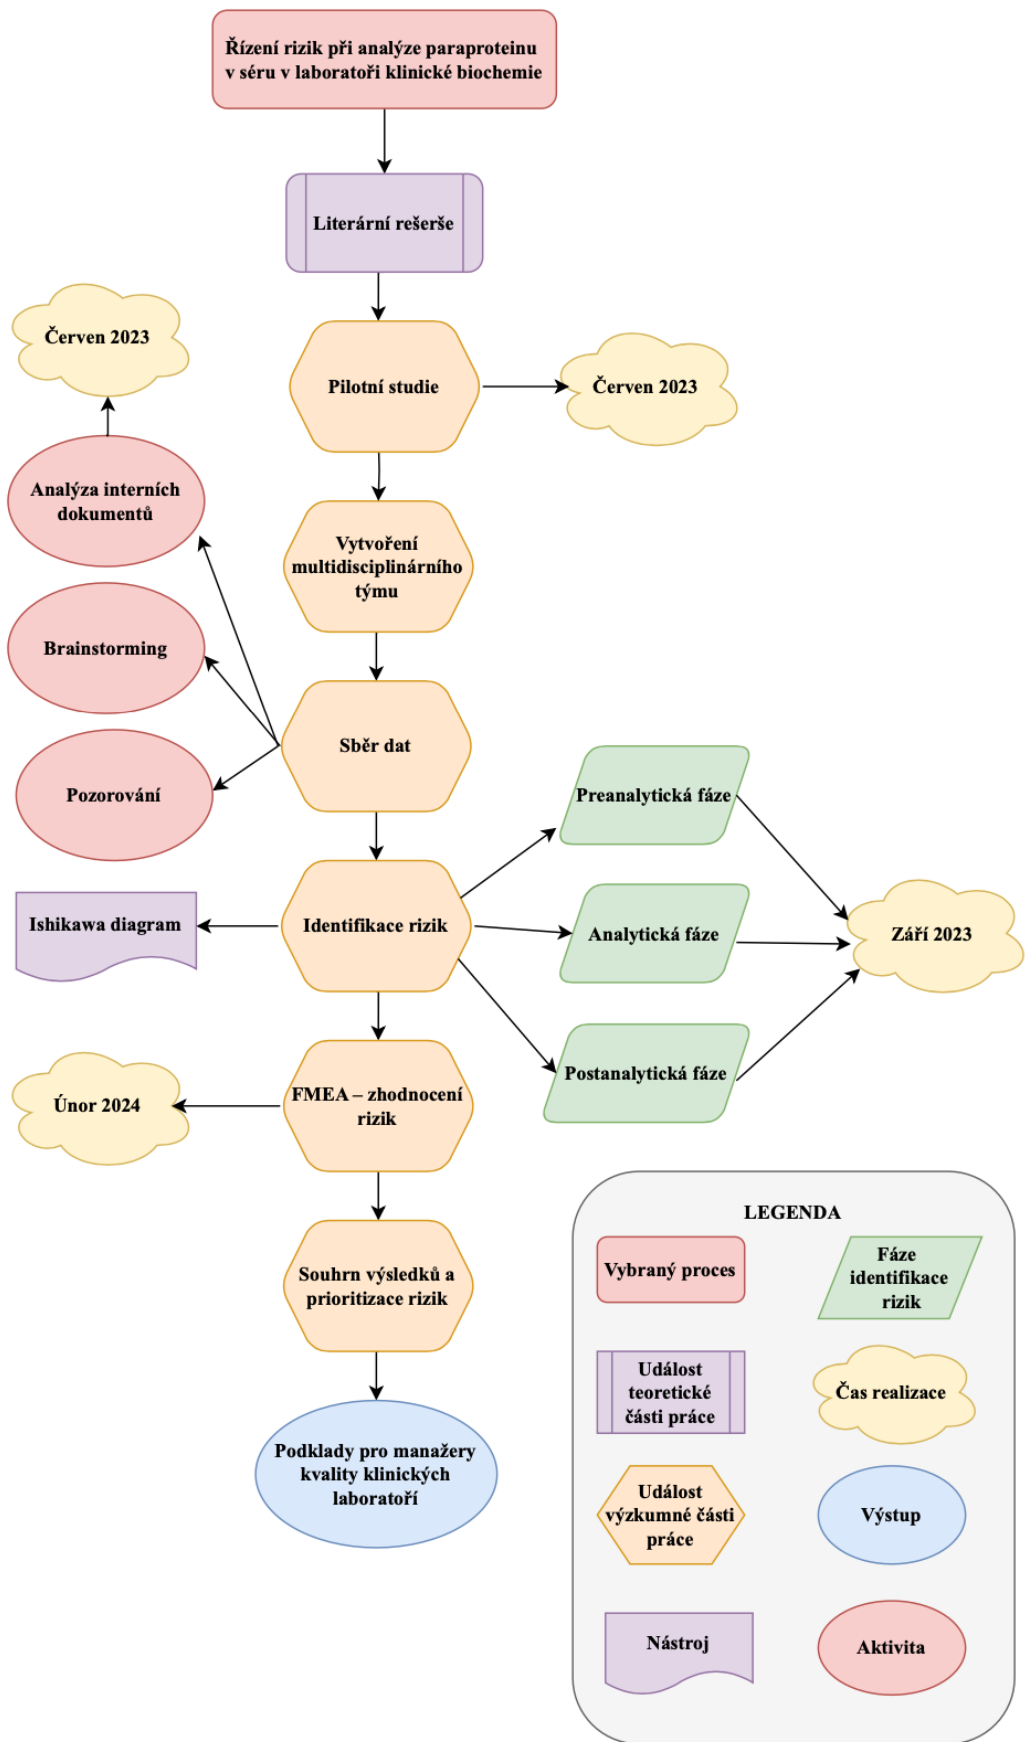 Řízení rizik při analýze paraproteinu
v séru v laboratoři klinické biochemie
Literární rešerše
Červen 2023
Pilotní studie
Červen 2023
Analýza interních
dokumentů
Vytvoření
multidisciplinárního
týmu
Brainstorming
Sběr dat
Pozorování
Preanalytická fáze
Ishikawa diagram
Identifikace rizik
Analytická fáze
Září 2023
Postanalytická fáze
Únor 2024
FMEA – zhodnocení
rizik
Souhrn výsledků a
prioritizace rizik
Podklady pro manažery
kvality klinických
laboratoří
LEGENDA
Vybraný proces
Fáze
identifikace
rizik
Událost
teoretické
části práce
Čas realizace
Událost
výzkumné části
práce
Výstup
Nástroj
Aktivita